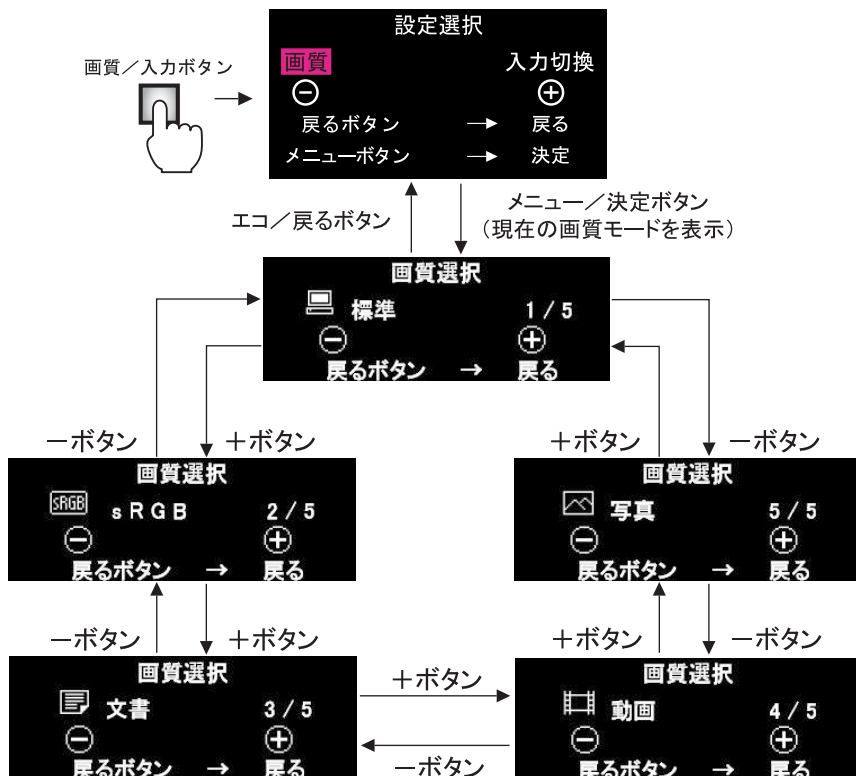 設定選択
画質 入力切換
戻るボタン → 戻る
メニューボタン → 決定
画質／入力ボタン
エコ／戻るボタン
メニュー／決定ボタン
（現在の画質モードを表示）
画質選択
標準 1 / 5
戻るボタン → 戻る
－ボタン
＋ボタン
＋ボタン
－ボタン
画質選択
sRGB
s R G B 2 / 5
戻るボタン → 戻る
画質選択
写真 5 / 5
戻るボタン → 戻る
－ボタン
＋ボタン
＋ボタン
－ボタン
画質選択
文書 3 / 5
戻るボタン → 戻る
＋ボタン
－ボタン
画質選択
動画 4 / 5
戻るボタン → 戻る